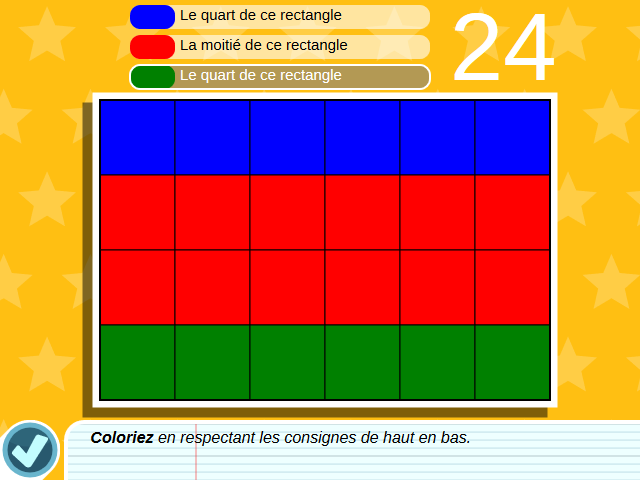 Le quart de ce rectangle
La moitié de ce rectangle
Le quart de ce rectangle
24
Coloriez en respectant les consignes de haut en bas.